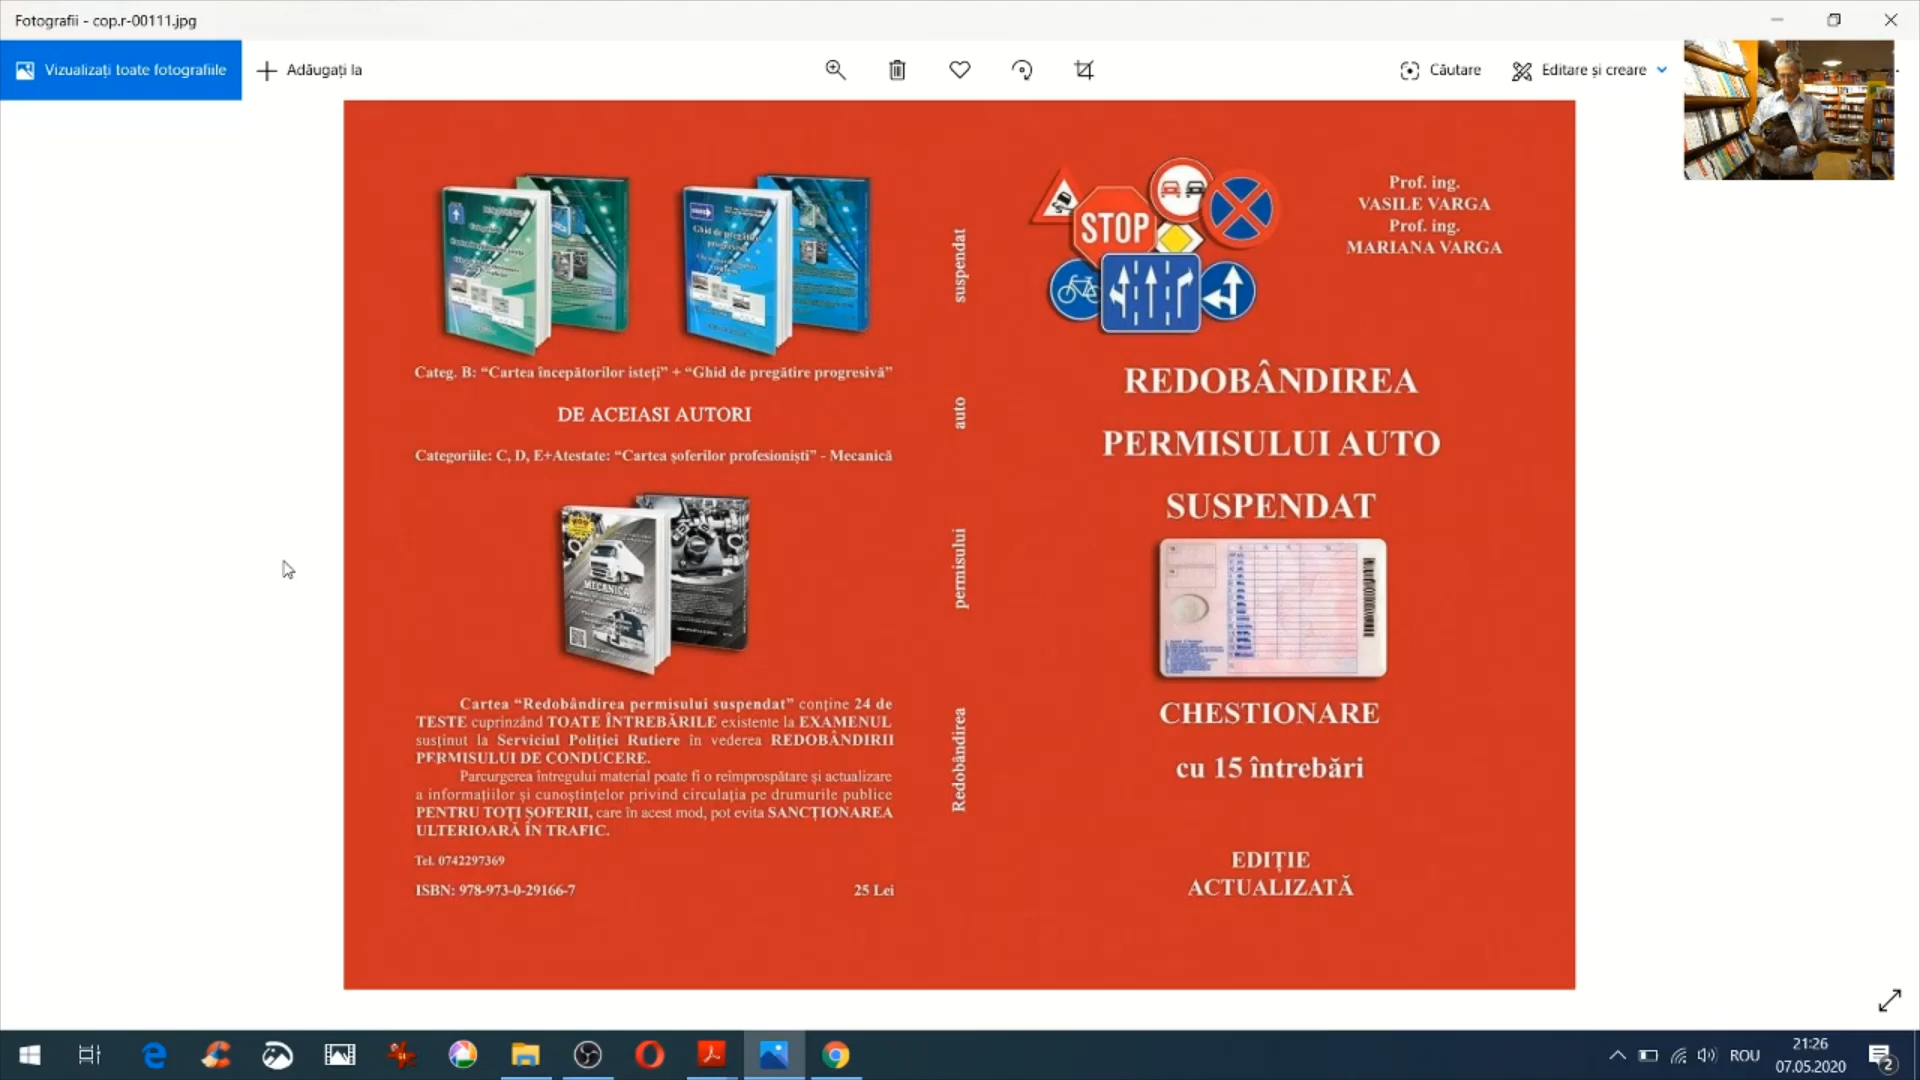 Fotografii - cop.r-00111.jpg
Vizualizați toate fotografiile
Adăugați la
Căutare
Editare și creare
Categ. B: “Cartea începătorilor isteți” + “Ghid de pregătire progresivă”
DE ACEIASI AUTORI
Categoriile: C, D, E+Atestate: “Cartea șoferilor profesioniști” - Mecanică
MECANICA
Cartea “Redobândirea permisului suspendat” conține 24 de
TESTE cuprinzând TOATE ÎNTREBĂRILE existente la EXAMENUL
susținut la Serviciul Poliției Rutiere în vederea REDOBÂNDIRII
PERMISULUI DE CONDUCERE.
Parcurgerea întregului material poate fi o reîmprospătare și actualizare
a informațiilor și cunoștințelor privind circulația pe drumurile publice
PENTRU TOȚI ȘOFERII, care în acest mod, pot evita SANCȚIONAREA
ULTERIOARĂ ÎN TRAFIC.
Tel. 0742297369
ISBN: 978-973-0-29166-7 25 Lei
Redobândirea permisului auto suspendat
STOP
Prof. ing.
VASILE VARGA
Prof. ing.
MARIANA VARGA
REDOBÂNDIREA
PERMISULUI AUTO
SUSPENDAT
CHESTIONARE
cu 15 întrebări
EDIȚIE
ACTUALIZATĂ
ROU
21:26
07.05.2020
2